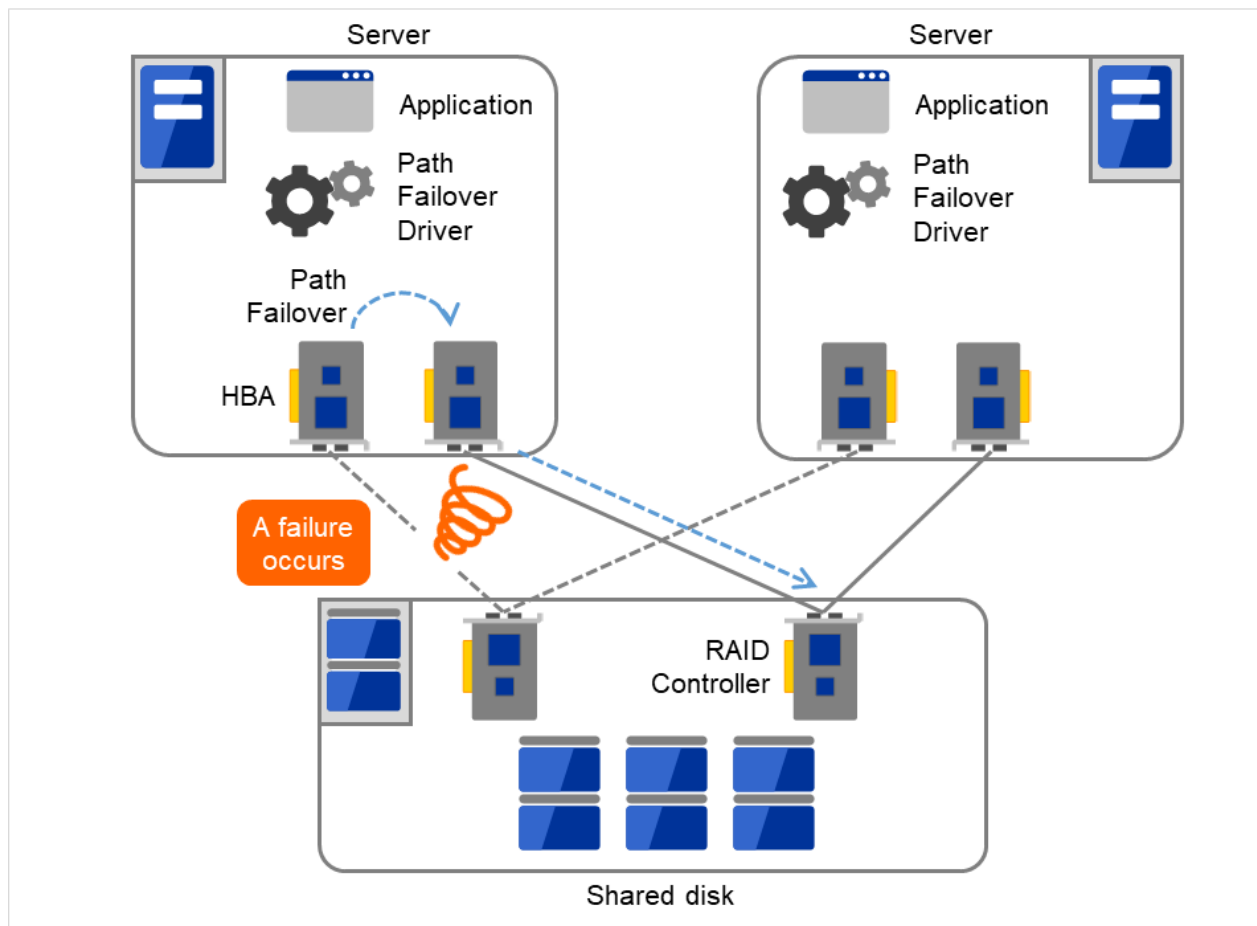 Server
Server
Application
Path
Failover
Driver
Application
Path
Failover
Driver
Path
Failover
HBA
A failure
occurs
RAID
Controller
Shared disk